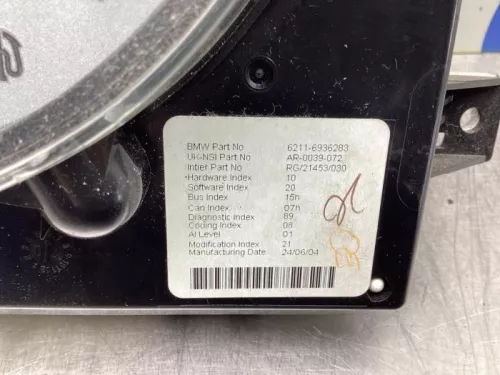 BMW Part No 6211-6936283
UK-NSI Part No AR-0039-072
Intier Part No RG/21453/030
Hardware Index 10
Software Index 20
Bus Index 15h
Can Index 07h
Diagnostic Index 89
Coding Index 08
AI Level 01
Modification Index 21
Manufacturing Date 24/06/04